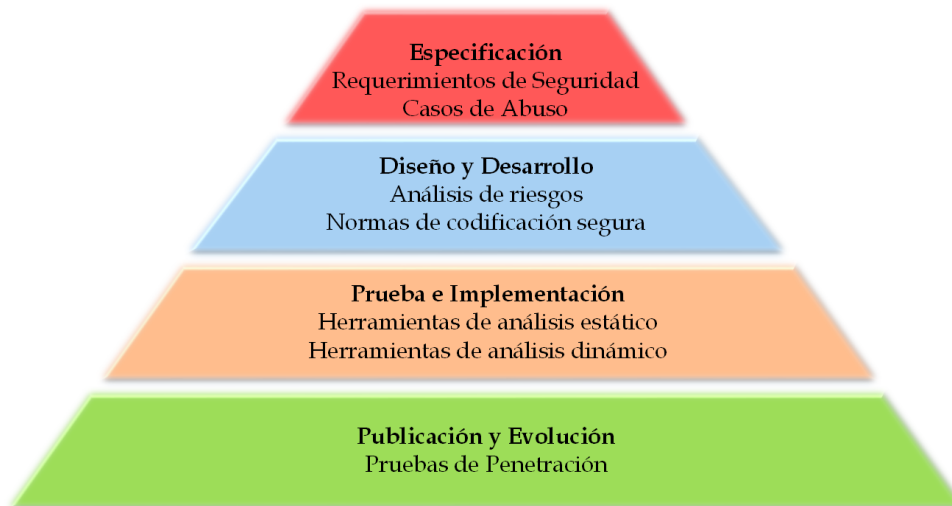 Especificación
Requerimientos de Seguridad
Casos de Abuso
Diseño y Desarrollo
Análisis de riesgos
Normas de codificación segura
Prueba e Implementación
Herramientas de análisis estático
Herramientas de análisis dinámico
Publicación y Evolución
Pruebas de Penetración